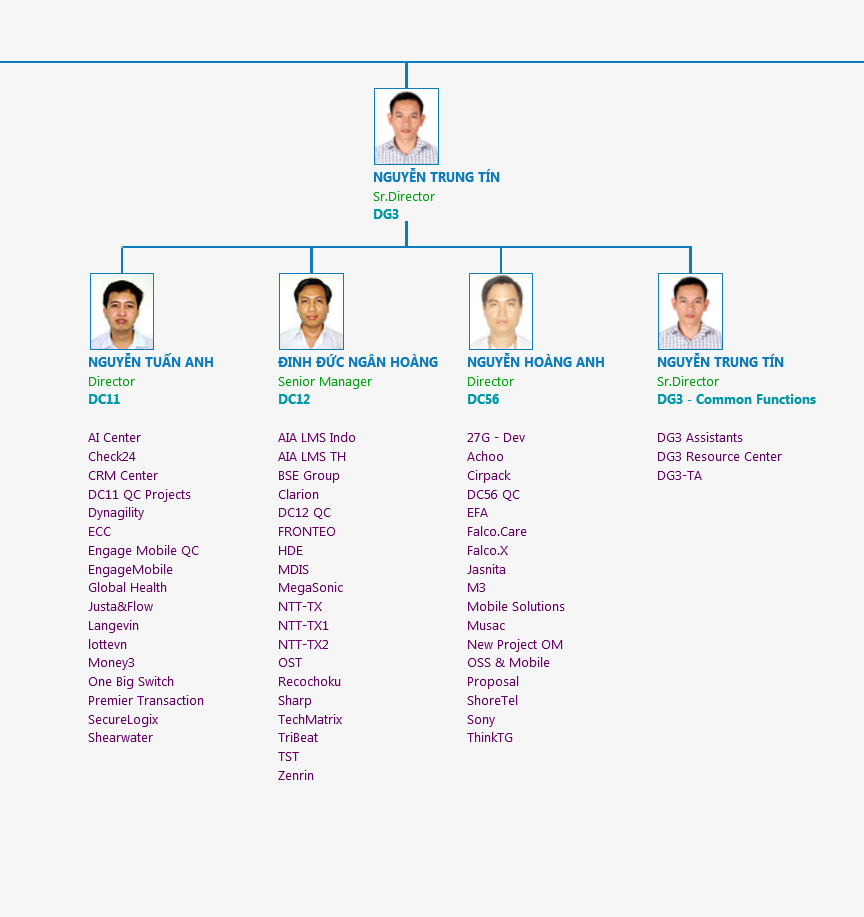 NGUYỄN TRUNG TÍN
Sr.Director
DG3
NGUYỄN TUẤN ANH
Director
DC11
AI Center
Check24
CRM Center
DC11 QC Projects
Dynagility
ECC
Engage Mobile QC
EngageMobile
Global Health
Justa&Flow
Langevin
lottevn
Money3
One Big Switch
Premier Transaction
SecureLogix
Shearwater
ĐINH ĐỨC NGÂN HOÀNG
Senior Manager
DC12
AIA LMS Indo
AIA LMS TH
BSE Group
Clarion
DC12 QC
FRONTEO
HDE
MDIS
MegaSonic
NTT-TX
NTT-TX1
NTT-TX2
OST
Recochoku
Sharp
TechMatrix
TriBeat
TST
Zenrin
NGUYỄN HOÀNG ANH
Director
DC56
27G - Dev
Achoo
Cirpack
DC56 QC
EFA
Falco.Care
Falco.X
Jasnita
M3
Mobile Solutions
Musac
New Project OM
OSS & Mobile
Proposal
ShoreTel
Sony
ThinkTG
NGUYỄN TRUNG TÍN
Sr.Director
DG3 - Common Functions
DG3 Assistants
DG3 Resource Center
DG3-TA